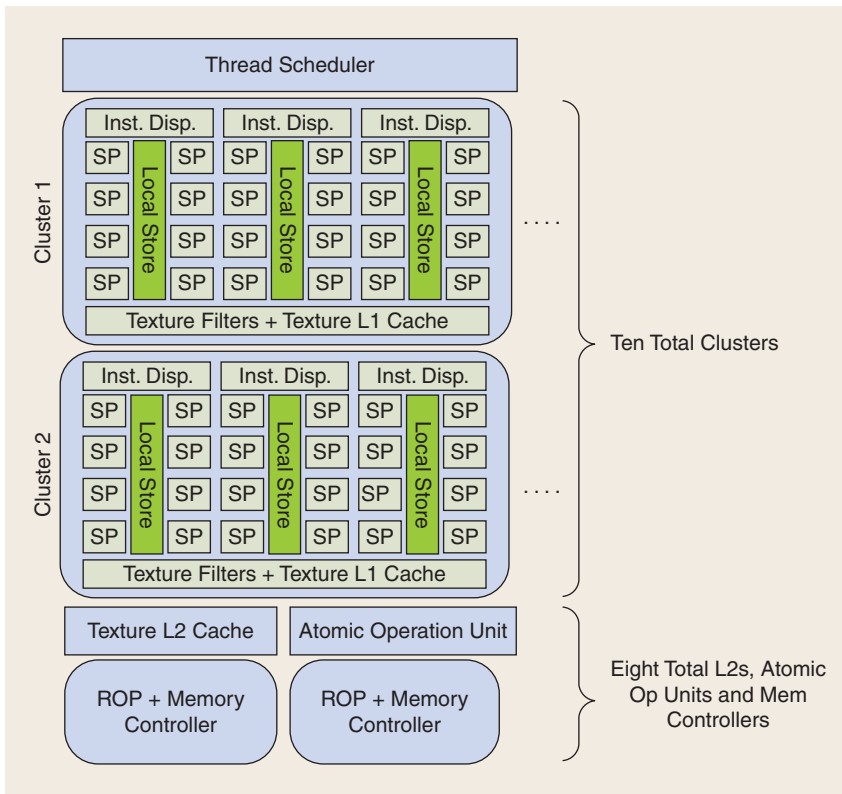 Thread Scheduler
Cluster 1
Inst. Disp. Inst. Disp. Inst. Disp.
SP SP SP SP SP SP
SP SP SP SP SP SP
SP SP SP SP SP SP
SP SP SP SP SP SP
Local Store
Local Store
Local Store
Texture Filters + Texture L1 Cache
. . . .
Cluster 2
Inst. Disp. Inst. Disp. Inst. Disp.
SP SP SP SP SP SP
SP SP SP SP SP SP
SP SP SP SP SP SP
SP SP SP SP SP SP
Local Store
Local Store
Local Store
Texture Filters + Texture L1 Cache
. . . .
Ten Total Clusters
Texture L2 Cache
Atomic Operation Unit
ROP + Memory
Controller
ROP + Memory
Controller
Eight Total L2s, Atomic
Op Units and Mem
Controllers